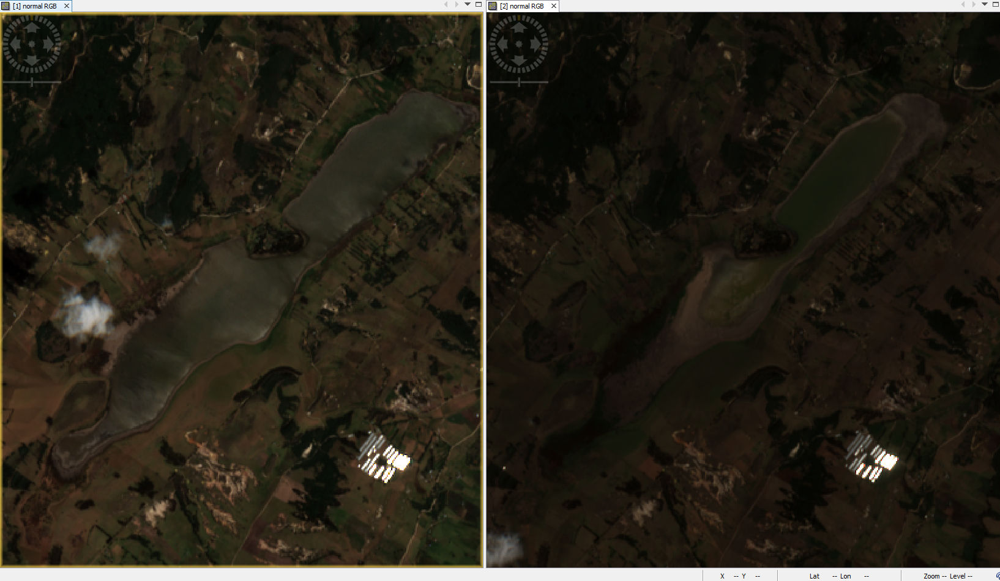 [1] normal RGB
[2] normal RGB
X -- Y -- Lat -- Lon -- Zoom -- Level --